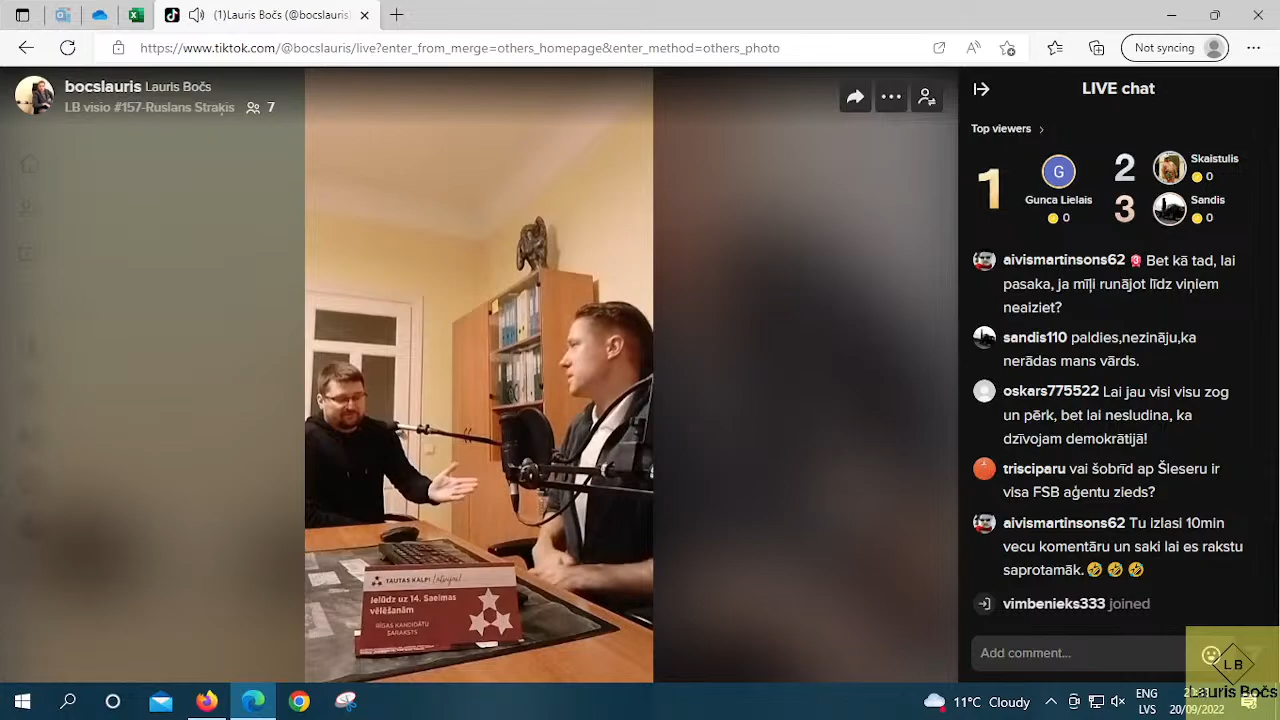 (1)Lauris Bočs (@bocslauris
https://www.tiktok.com/@bocslauris/live?enter_from_merge=others_homepage&enter_method=others_photo
Not syncing
bocslauris Lauris Bočs
LB visio #157-Ruslans Straķis 7
LIVE chat
Top viewers
1
G
Gunca Lielais
0
2
Skaistulis
0
3
Sandis
0
aivismartinsons62 3 Bet kā tad, lai
pasaka, ja mīļi runājot līdz viņiem
neaiziet?
sandis110 paldies,nezināju,ka
nerādas mans vārds.
oskars775522 Lai jau visi visu zog
un pērk, bet lai nesludina, ka
dzīvojam demokrātijā!
trisciparu vai šobrīd ap Šleseru ir
visa FSB aģentu zieds?
aivismartinsons62 Tu izlasi 10min
vecu komentāru un saki lai es rakstu
saprotamāk. 🤣 🤣 🤣
vimbenieks333 joined
Add comment...
TAUTAS KALPI Latvijai!
Ielūdz uz 14. Saeimas
vēlēšanām
RĪGAS KANDIDĀTU
SARAKSTS
LB
Lauris Bočs
11°C Cloudy
ENG
LVS
20/09/2022